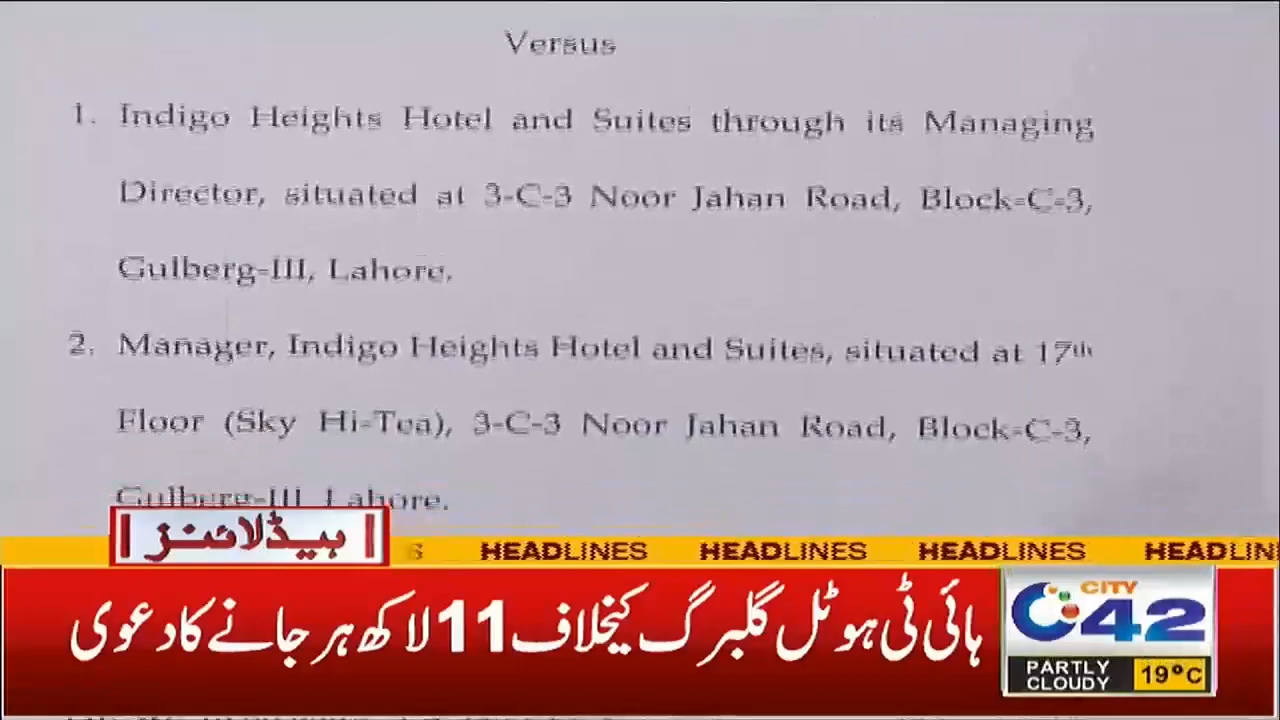 Versus
1. Indigo Heights Hotel and Suites through its Managing
Director, situated at 3-C-3 Noor Jahan Road, Block-C-3,
Gulberg-III, Lahore.
2. Manager, Indigo Heights Hotel and Suites, situated at 17th
Floor (Sky Hi-Tea), 3-C-3 Noor Jahan Road, Block-C-3,
Gulberg-III, Lahore.
ہیڈلائنز
HEADLINES HEADLINES HEADLINES HEADLIN
ہائی ٹی ہوٹل گلبرگ کیخلاف 11 لاکھ ہرجانے کا دعوی
CITY
42
PARTLY
CLOUDY
19°C